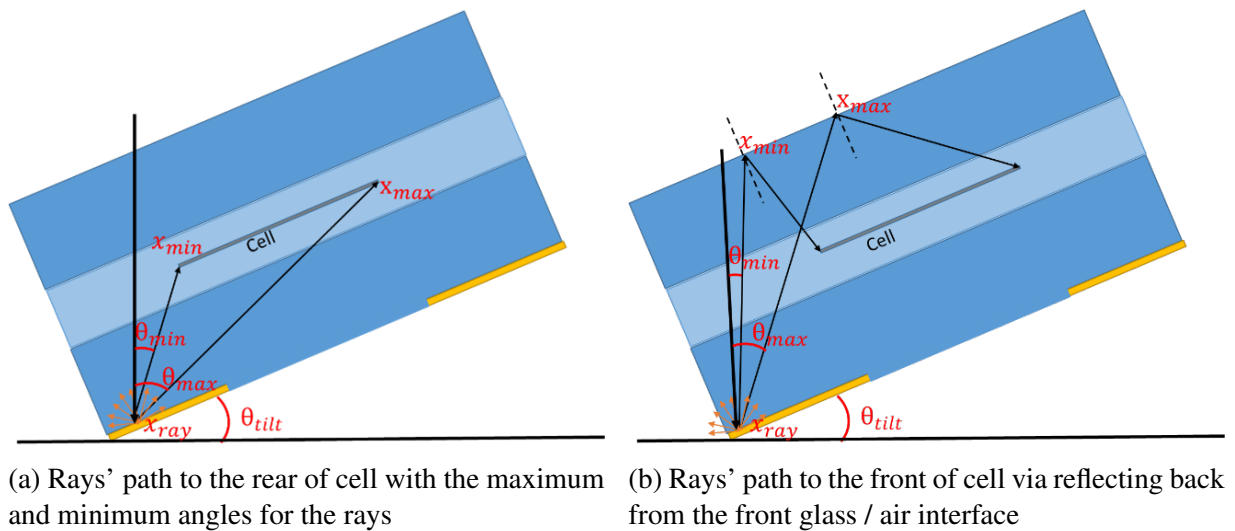 x_min
x_max
Cell
θ_min
θ_max
x_ray
θ_tilt
x_max
x_min
Cell
θ_min
θ_max
x_ray
θ_tilt
(a) Rays' path to the rear of cell with the maximum
and minimum angles for the rays
(b) Rays' path to the front of cell via reflecting back
from the front glass / air interface